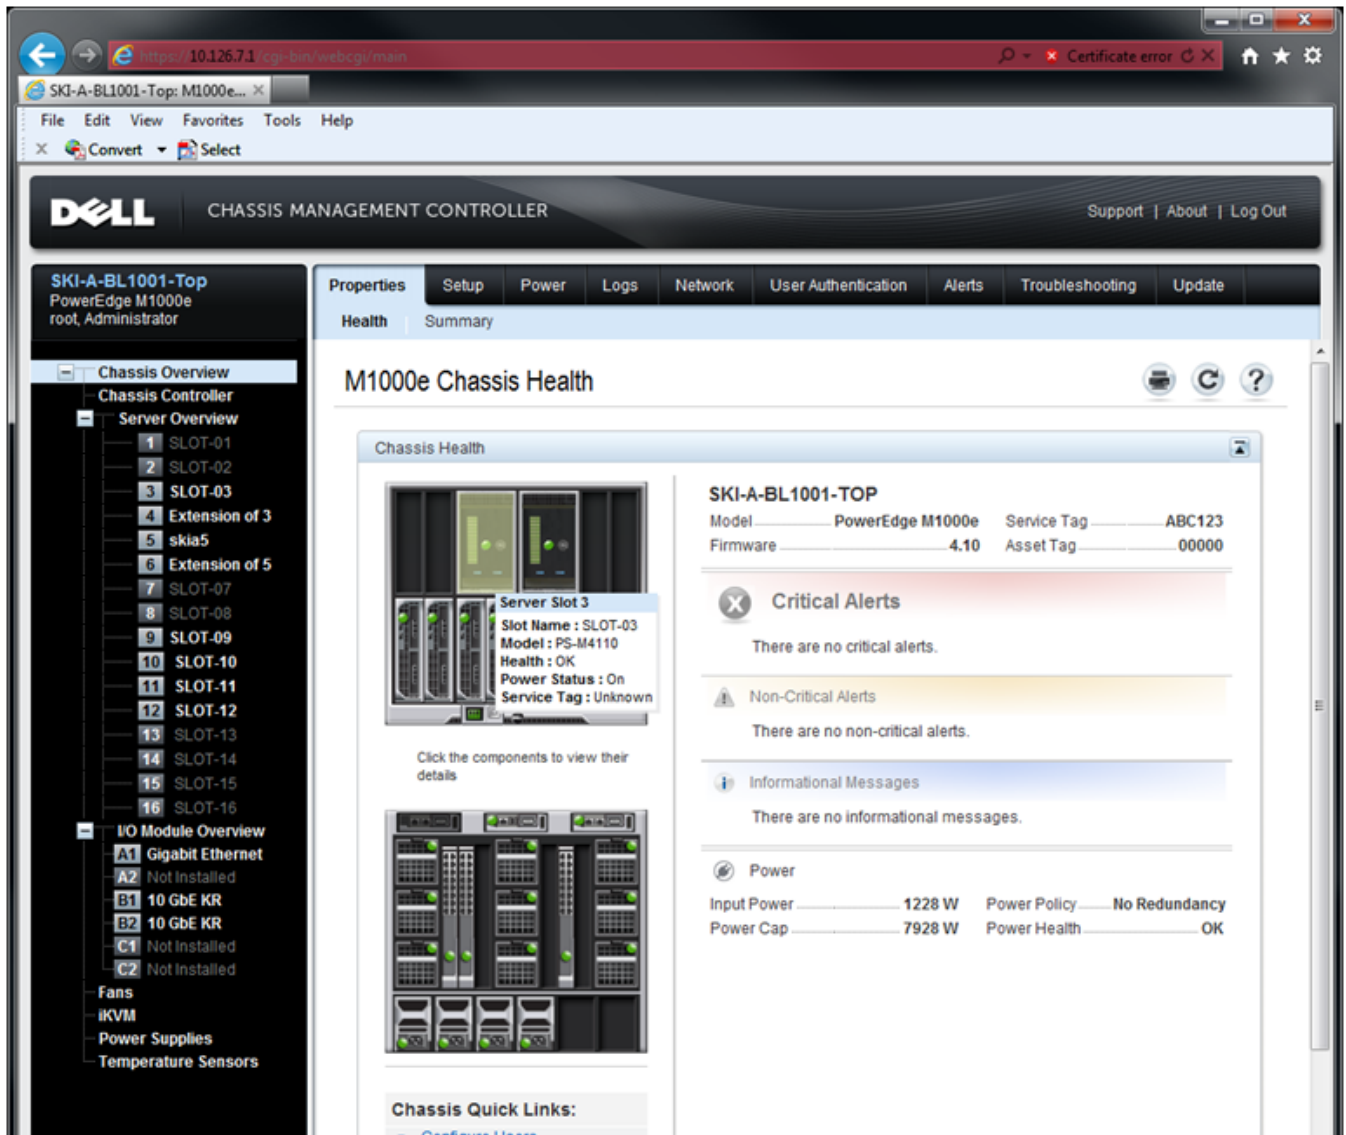 https://10.126.7.1/cgi-bin/webcgi/main
Certificate error
SKI-A-BL1001-Top: M1000e...
File Edit View Favorites Tools Help
Convert Select
DELL CHASSIS MANAGEMENT CONTROLLER
Support | About | Log Out
SKI-A-BL1001-Top
PowerEdge M1000e
root, Administrator
Properties Setup Power Logs Network User Authentication Alerts Troubleshooting Update
Health Summary
Chassis Overview
Chassis Controller
Server Overview
1 SLOT-01
2 SLOT-02
3 SLOT-03
4 Extension of 3
5 skia5
6 Extension of 5
7 SLOT-07
8 SLOT-08
9 SLOT-09
10 SLOT-10
11 SLOT-11
12 SLOT-12
13 SLOT-13
14 SLOT-14
15 SLOT-15
16 SLOT-16
I/O Module Overview
A1 Gigabit Ethernet
A2 Not Installed
B1 10 GbE KR
B2 10 GbE KR
C1 Not Installed
C2 Not Installed
Fans
iKVM
Power Supplies
Temperature Sensors
M1000e Chassis Health
Chassis Health
Server Slot 3
Slot Name : SLOT-03
Model : PS-M4110
Health : OK
Power Status : On
Service Tag : Unknown
Click the components to view their
details
Chassis Quick Links:
Configure Users
SKI-A-BL1001-TOP
Model PowerEdge M1000e Service Tag ABC123
Firmware 4.10 Asset Tag 00000
Critical Alerts
There are no critical alerts.
Non-Critical Alerts
There are no non-critical alerts.
Informational Messages
There are no informational messages.
Power
Input Power 1228 W Power Policy No Redundancy
Power Cap 7928 W Power Health OK